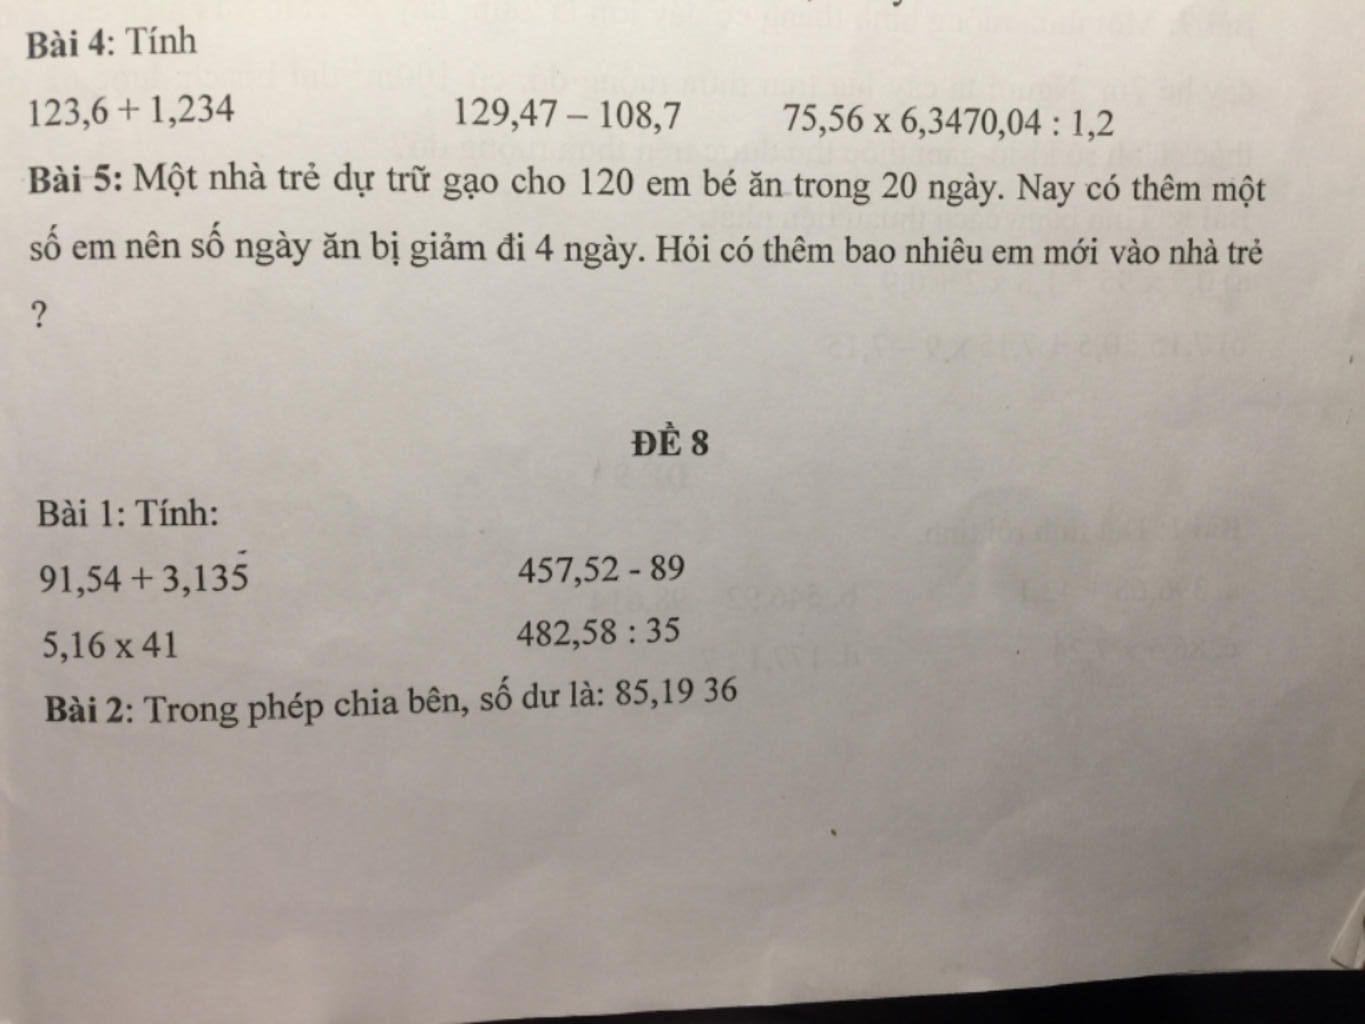 Bài 4: Tính
123,6 + 1,234 129,47 – 108,7 75,56 x 6,3470,04 : 1,2
Bài 5: Một nhà trẻ dự trữ gạo cho 120 em bé ăn trong 20 ngày. Nay có thêm một
số em nên số ngày ăn bị giảm đi 4 ngày. Hỏi có thêm bao nhiêu em mới vào nhà trẻ
?
ĐỀ 8
Bài 1: Tính:
91,54 + 3,135 457,52 - 89
5,16 x 41 482,58 : 35
Bài 2: Trong phép chia bên, số dư là: 85,19 36